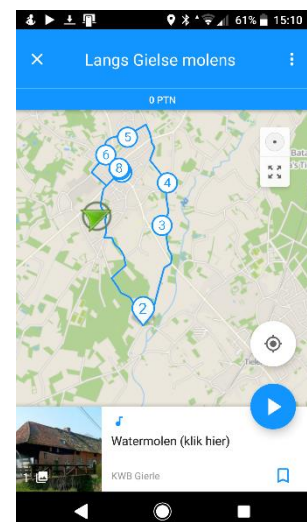 61% 15:10
Langs Gielse molens
0 PTN
5
6
8
4
3
2
Watermolen (klik hier)
1
KWB Gierle